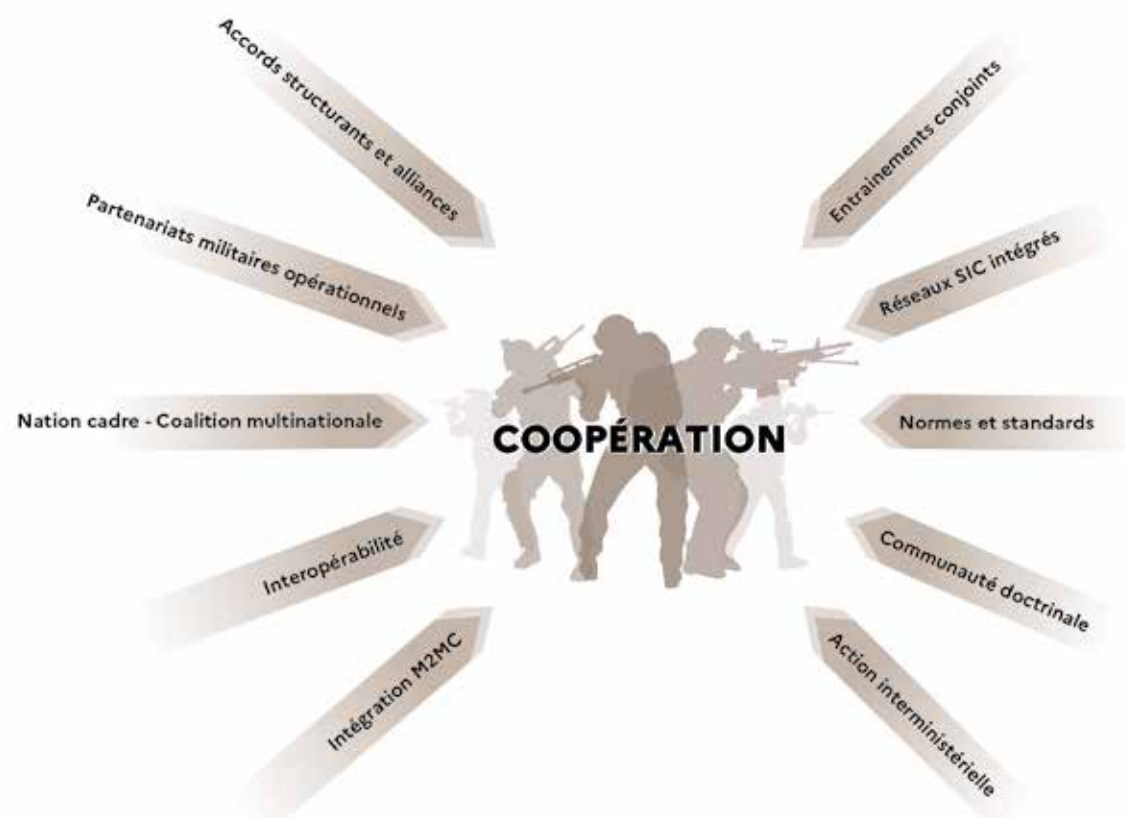 Accords structurants et alliances
Partenariats militaires opérationnels
Nation cadre - Coalition multinationale
Interopérabilité
Intégration M2MC
COOPÉRATION
Entrainements conjoints
Réseaux SIC intégrés
Normes et standards
Communauté doctrinale
Action interministérielle